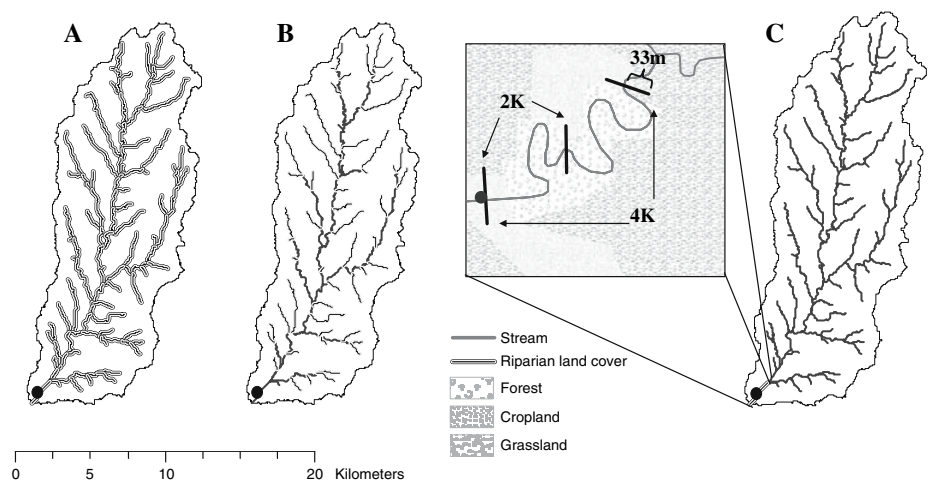 A
B
C
33m
2K
4K
Stream
Riparian land cover
Forest
Cropland
Grassland
0 5 10 20 Kilometers